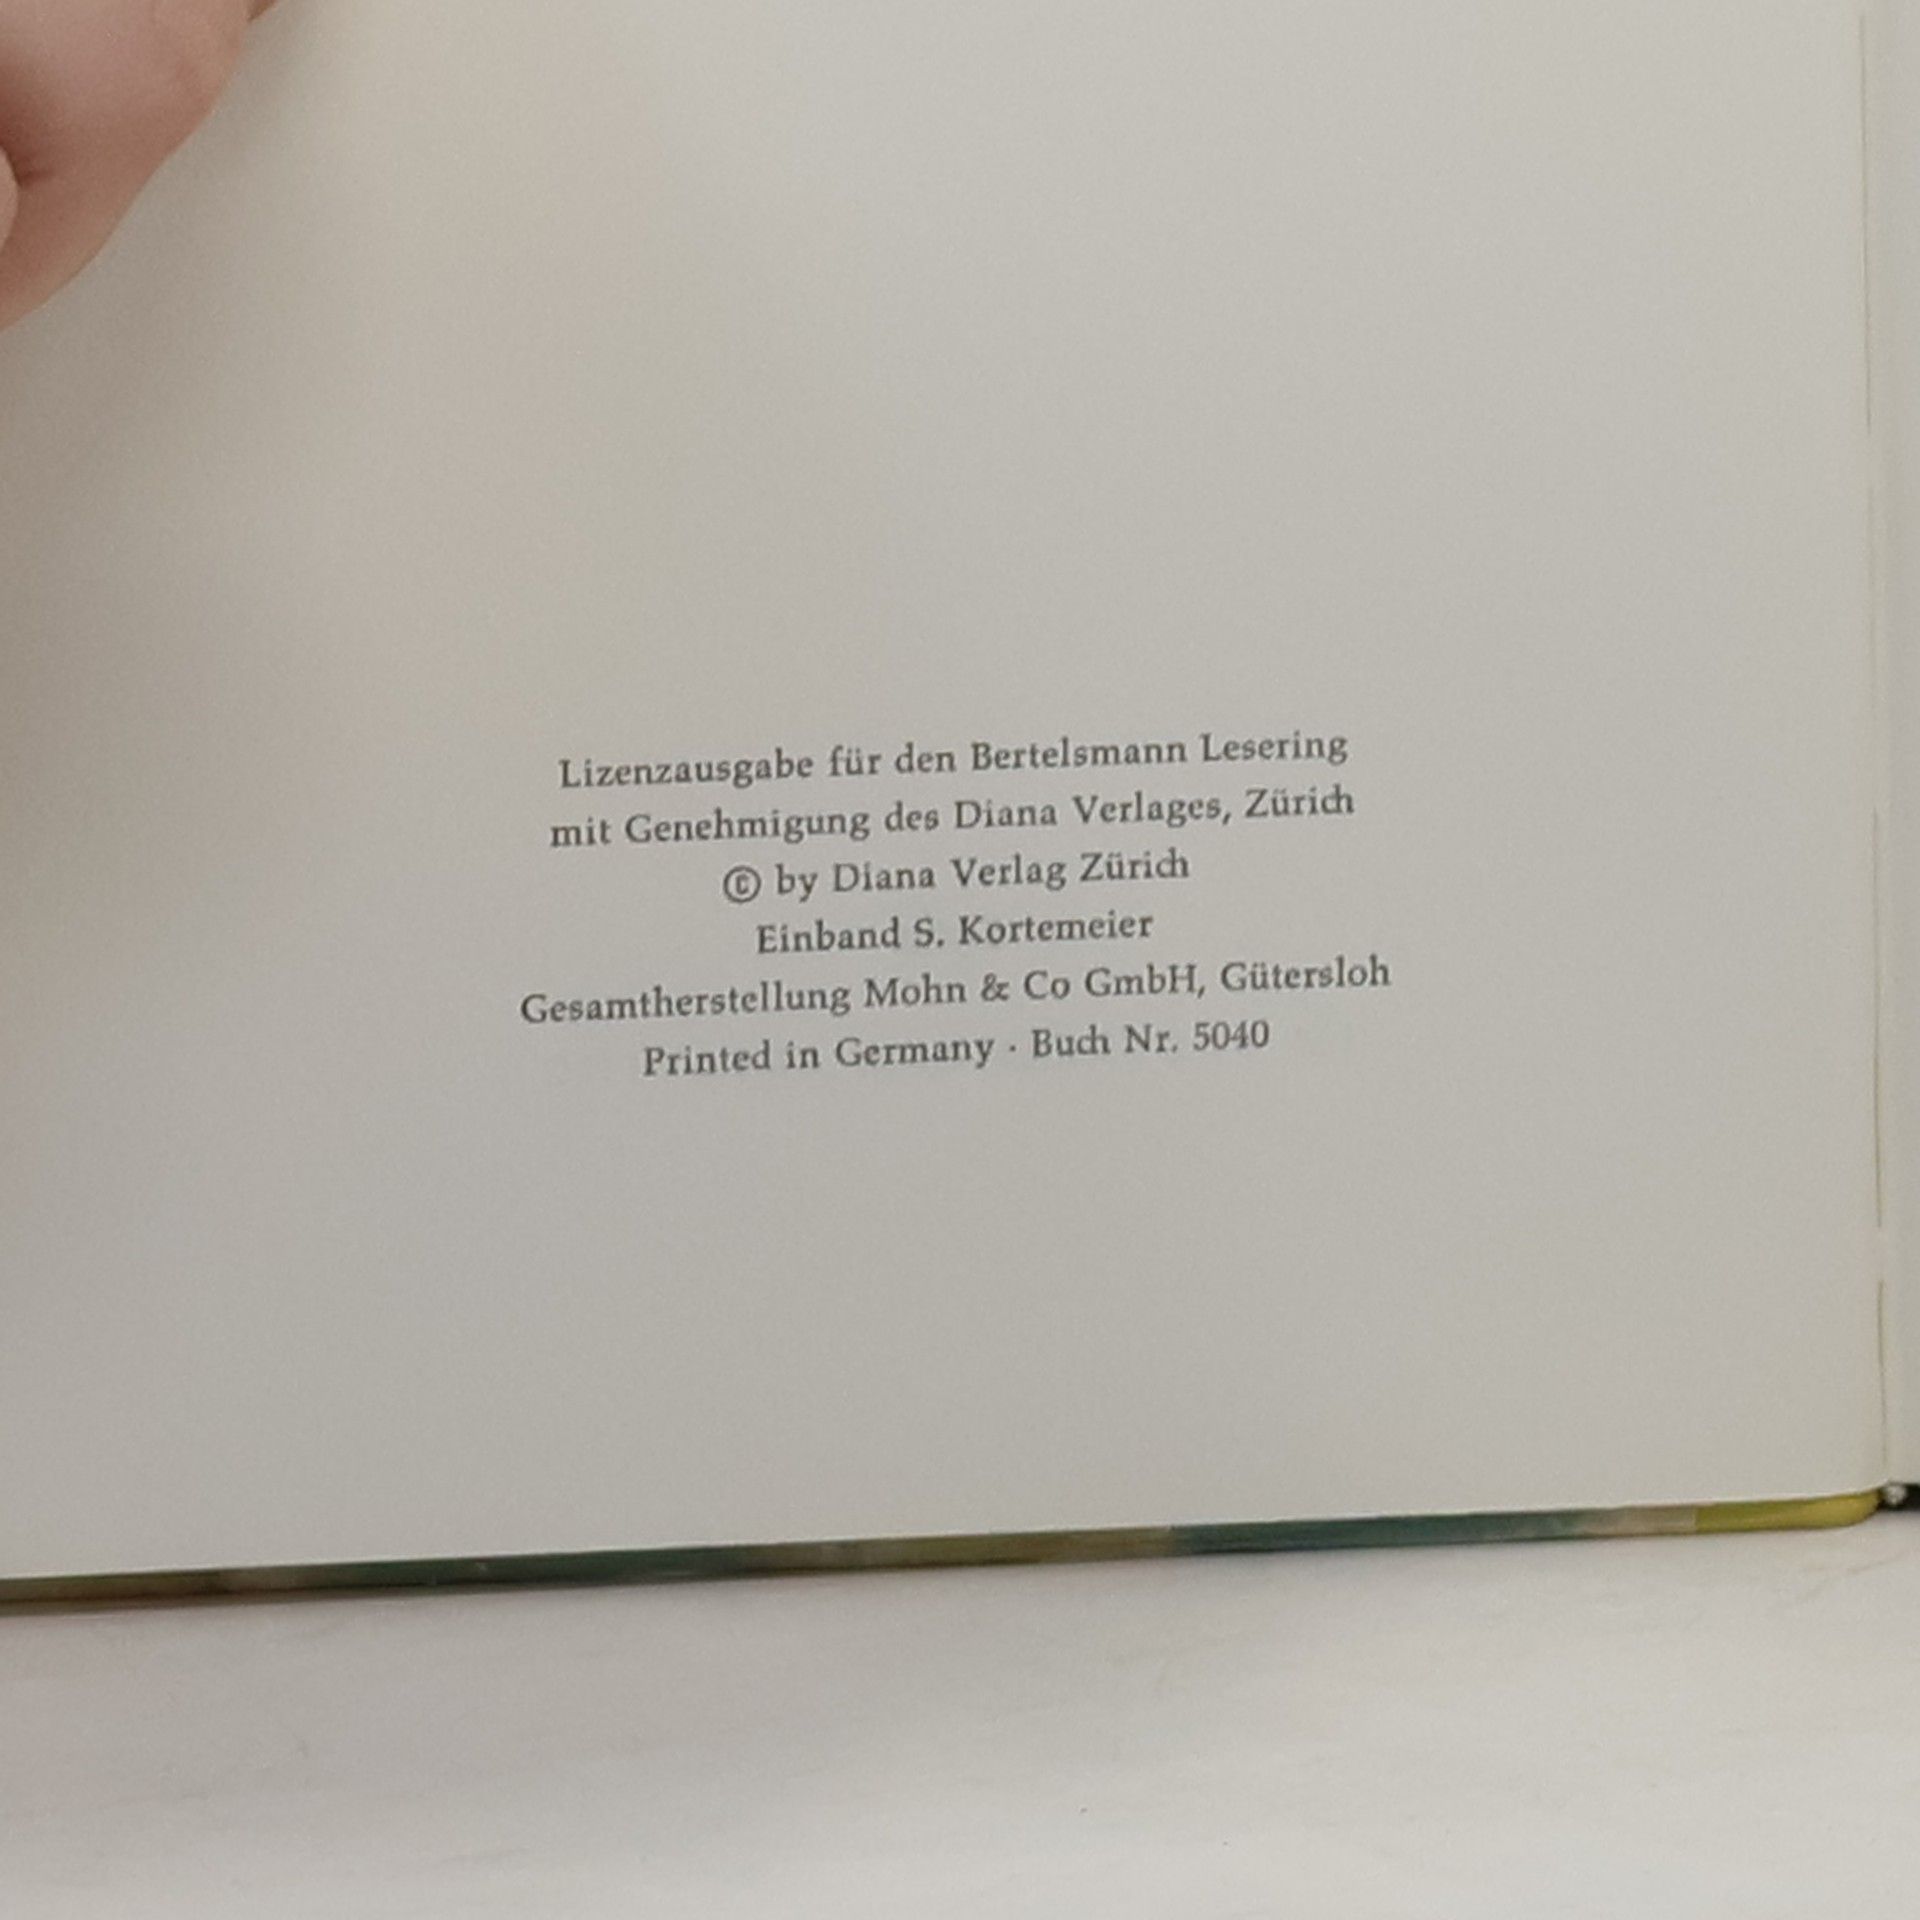 Lizenzausgabe für den Bertelsmann Lesering
mit Genehmigung des Diana Verlages, Zürich
© by Diana Verlag Zürich
Einband S. Kortemeier
Gesamtherstellung Mohn & Co GmbH, Gütersloh
Printed in Germany · Buch Nr. 5040